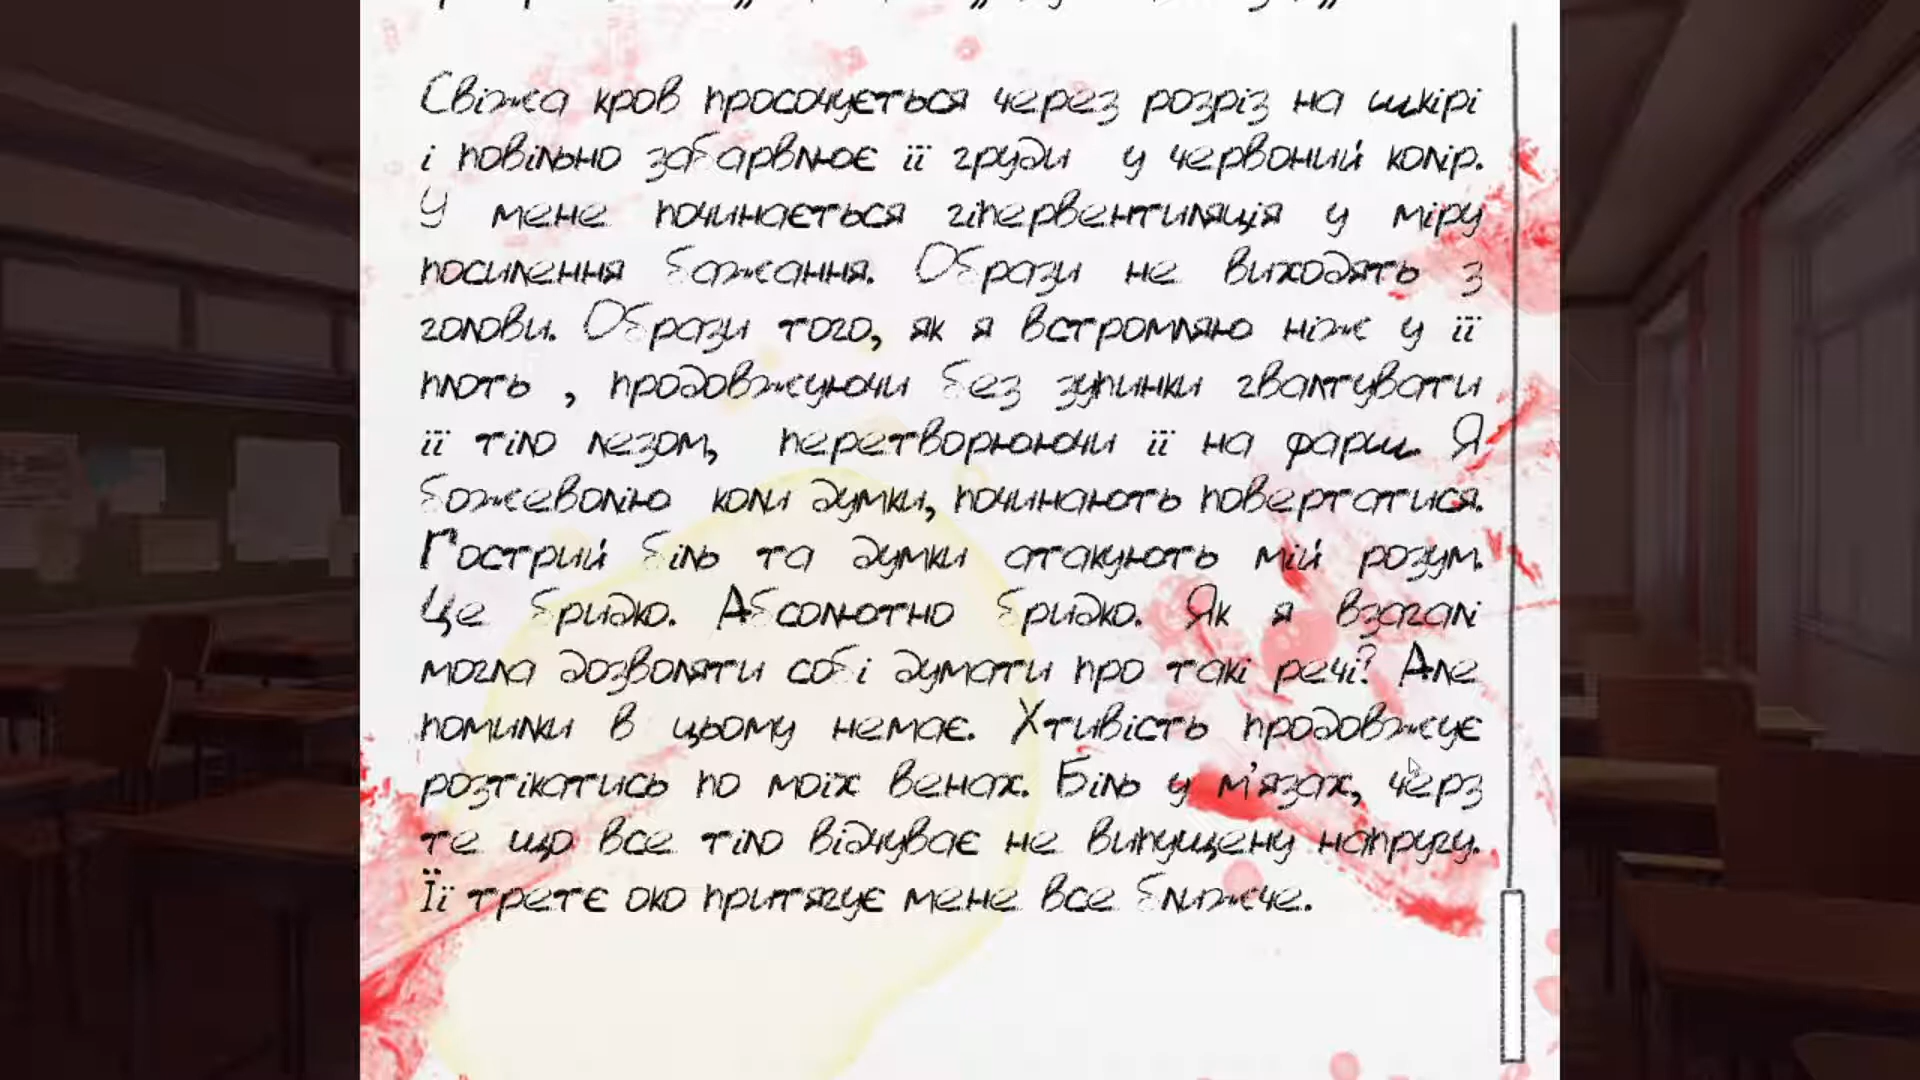 Свіжа кров просочується через розріз на шкірі
і повільно забарвлює її груди у червоний колір.
У мене починається гіпервентиляція у міру
посилення бажання. Образи не виходять з
голови. Образи того, як я встромляю ніж у її
плоть , продовжуючи без зупинки гвалтувати
її тіло лезом, перетворюючи її на фарш. Я
божеволію коли думки, починають повертатися.
Гострий біль та думки атакують мій розум.
Це бридко. Абсолютно бридко. Як я взагалі
могла дозволяти собі думати про такі речі? Але
помилки в цьому немає. Хтивість продовжує
розтікатись по моїх венах. Біль у м'язах, черз
те що все тіло відчуває не випущену напругу.
Її третє око притягує мене все ближче.